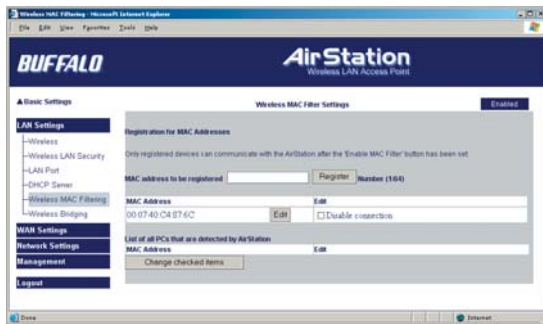 Wireless MAC Filtering - Microsoft Internet Explorer
File Edit View Favorites Tools Help
BUFFALO
AirStation
Wireless LAN Access Point
▲Basic Settings
Wireless MAC Filter Settings
Enabled
LAN Settings
Wireless
Wireless LAN Security
LAN Port
DHCP Server
Wireless MAC Filtering
Wireless Bridging
WAN Settings
Network Settings
Management
Logout
Registration for MAC Addresses
Only registered devices can communicate with the AirStation after the 'Enable MAC Filter' button has been set
MAC address to be registered Register Number (1/64)
MAC Address Edit
00:07:40:C4:87:6C Edit Disable connection
List of all PCs that are detected by AirStation
MAC Address Edit
Change checked items
Done Internet